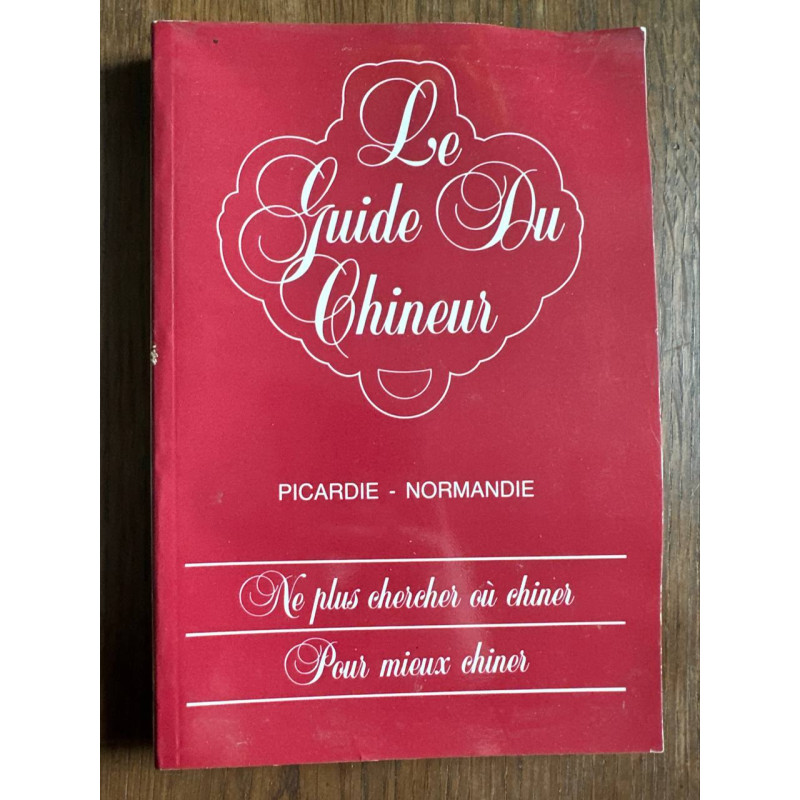 Le
Guide Du
Chineur
PICARDIE - NORMANDIE
Ne plus chercher où chiner
Pour mieux chiner